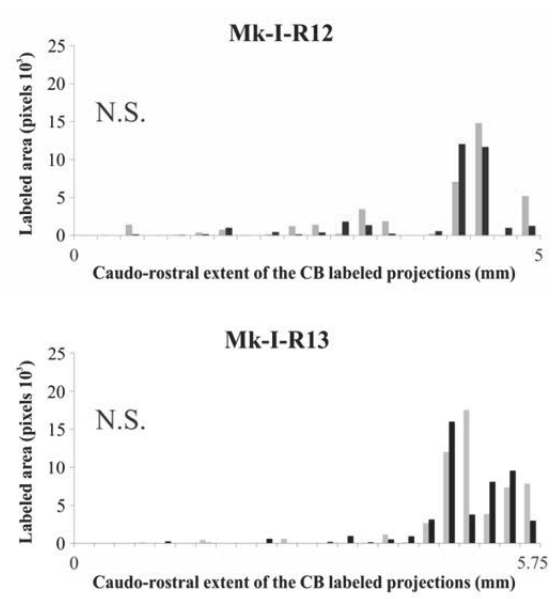 Mk-I-R12
Labeled area (pixels 10³)
25
20
15
10
5
0
N.S.
0
5
Caudo-rostral extent of the CB labeled projections (mm)
Mk-I-R13
Labeled area (pixels 10³)
25
20
15
10
5
0
N.S.
0
5.75
Caudo-rostral extent of the CB labeled projections (mm)